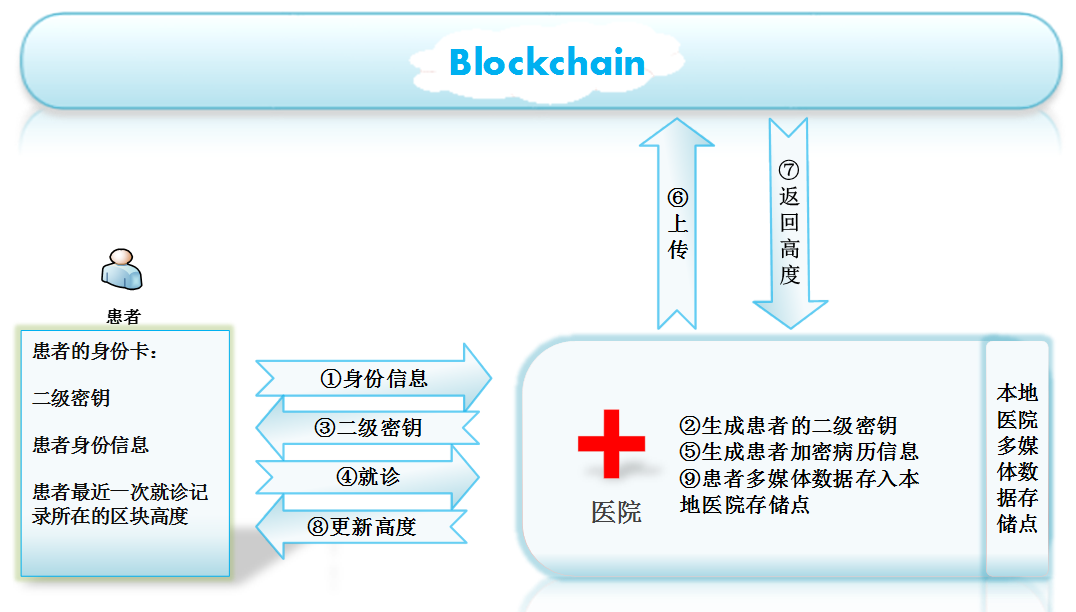 Blockchain
⑥
上
传
⑦
返
回
高
度
患者
患者的身份卡：
二级密钥
患者身份信息
患者最近一次就诊记
录所在的区块高度
①身份信息
③二级密钥
④就诊
⑧更新高度
医院
②生成患者的二级密钥
⑤生成患者加密病历信息
⑨患者多媒体数据存入本
地医院存储点
本地
医院
多媒
体数
据存
储点